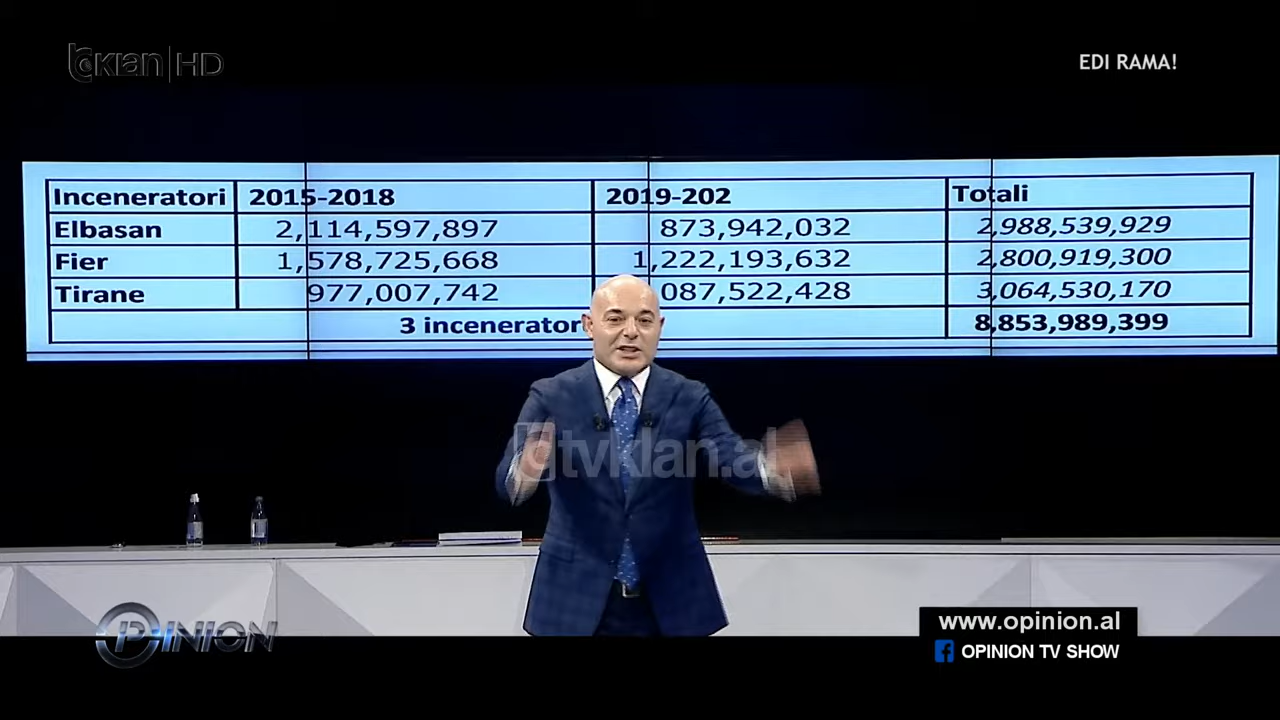 tvklan HD
EDI RAMA!
Inceneratori 2015-2018 2019-202 Totali
Elbasan 2,114,597,897 873,942,032 2,988,539,929
Fier 1,578,725,668 1,222,193,632 2,800,919,300
Tirane 977,007,742 087,522,428 3,064,530,170
3 incenerator 8,853,989,399
tvklan.al
OPINION
www.opinion.al
OPINION TV SHOW